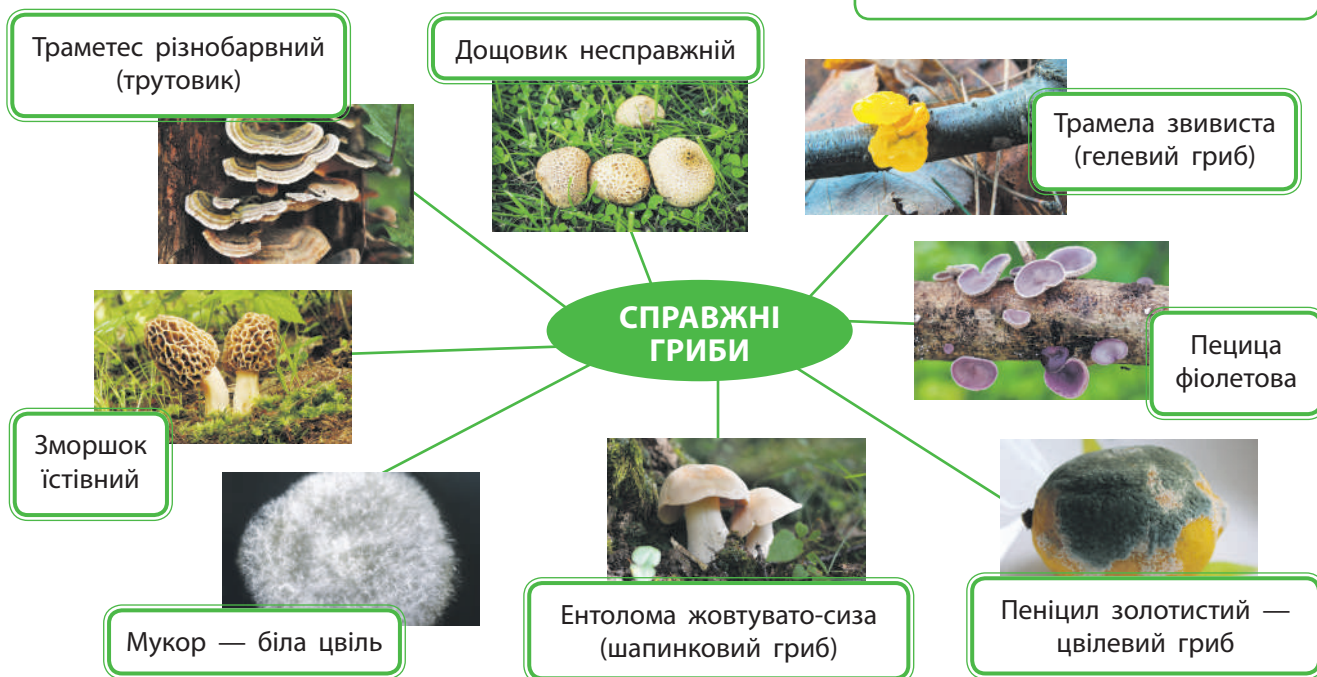 Траметес різнобарвний
(трутовик)
Дощовик несправжній
Трамела звивиста
(гелевий гриб)
СПРАВЖНІ
ГРИБИ
Пециця
фіолетова
Зморшок
їстівний
Мукор — біла цвіль
Ентолома жовтувато-сиза
(шапинковий гриб)
Пеніцил золотистий —
цвілевий гриб